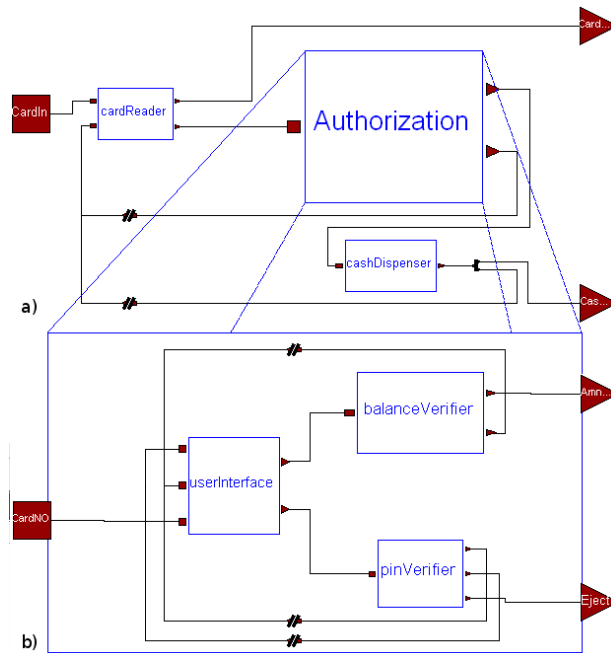 Card...
CardIn
cardReader
Authorization
cashDispenser
a)
Cas...
balanceVerifier
Amn...
userInterface
CardNO
pinVerifier
Eject
b)